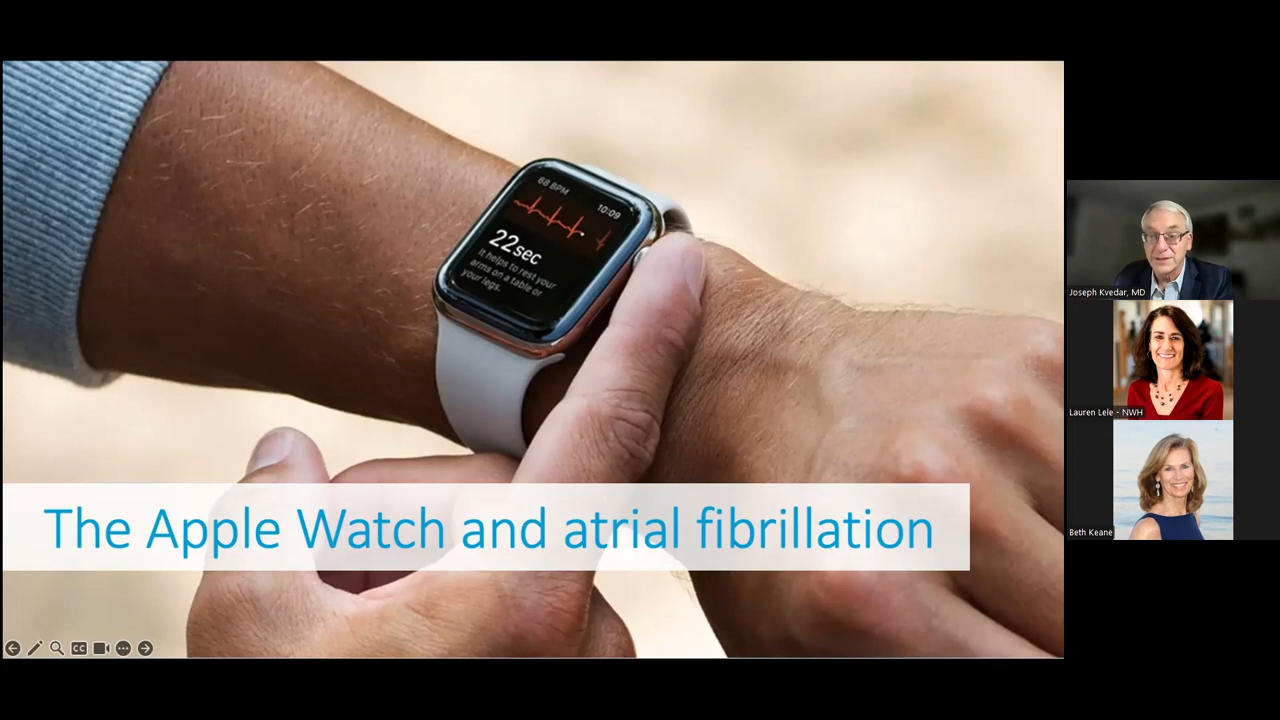 68 BPM
10:09
22sec
It helps to rest your
arms on a table or
your legs.
The Apple Watch and atrial fibrillation
CC
Joseph Kvedar, MD
Lauren Lele - NWH
Beth Keane